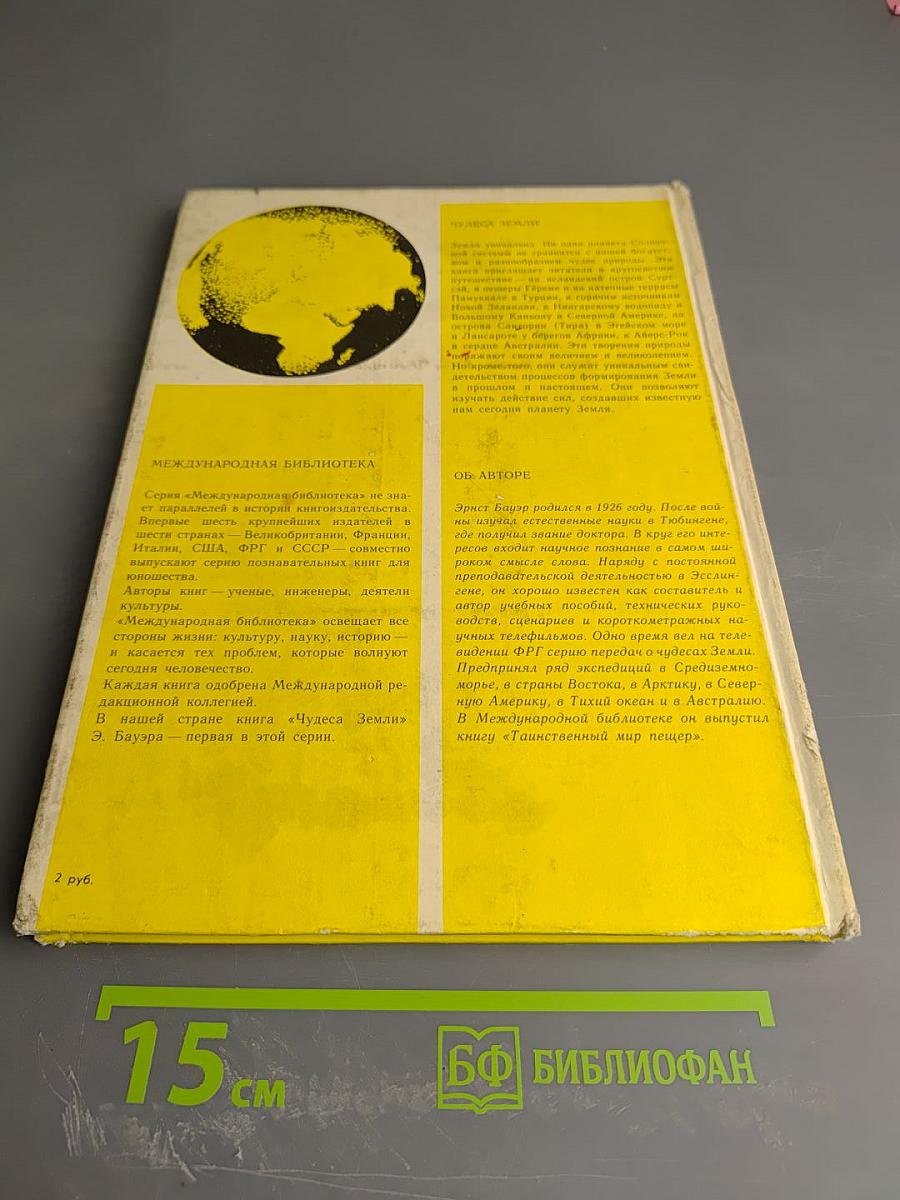 ЧУДЕСА ЗЕМЛИ
Земля уникальна. Ни одна планета Солнеч-
ной системы не сравнится с нашей богатст-
вом и разнообразием чудес природы. Эта
книга приглашает читателя в кругосветное
путешествие — на исландский остров Сурт-
сей, в пещеры Гёреме и на натечные террасы
Памуккале в Турции, к горячим источникам
Новой Зеландии, к Ниагарскому водопаду и
Большому Каньону в Северной Америке, на
острова Санторин (Тира) в Эгейском море
и Лансароте у берегов Африки, к Айерс-Рок
в сердце Австралии. Эти творения природы
поражают своим величием и великолепием.
Но кроме того, они служат уникальным сви-
детельством процессов формирования Земли
в прошлом и настоящем. Они позволяют
изучать действие сил, создавших известную
нам сегодня планету Земля.
МЕЖДУНАРОДНАЯ БИБЛИОТЕКА
Серия «Международная библиотека» не зна-
ет параллелей в истории книгоиздательства.
Впервые шесть крупнейших издателей в
шести странах — Великобритании, Франции,
Италии, США, ФРГ и СССР — совместно
выпускают серию познавательных книг для
юношества.
Авторы книг — ученые, инженеры, деятели
культуры.
«Международная библиотека» освещает все
стороны жизни: культуру, науку, историю —
и касается тех проблем, которые волнуют
сегодня человечество.
Каждая книга одобрена Международной ре-
дакционной коллегией.
В нашей стране книга «Чудеса Земли»
Э. Бауэра — первая в этой серии.
ОБ АВТОРЕ
Эрнст Бауэр родился в 1926 году. После вой-
ны изучал естественные науки в Тюбингене,
где получил звание доктора. В круг его инте-
ресов входит научное познание в самом ши-
роком смысле слова. Наряду с постоянной
преподавательской деятельностью в Эсслин-
гене, он хорошо известен как составитель и
автор учебных пособий, технических руко-
водств, сценариев и короткометражных на-
учных телефильмов. Одно время вел на теле-
видении ФРГ серию передач о чудесах Земли.
Предпринял ряд экспедиций в Средиземно-
морье, в страны Востока, в Арктику, в Север-
ную Америку, в Тихий океан и в Австралию.
В Международной библиотеке он выпустил
книгу «Таинственный мир пещер».
2 руб.
15 см
БФ БИБЛИОФАН